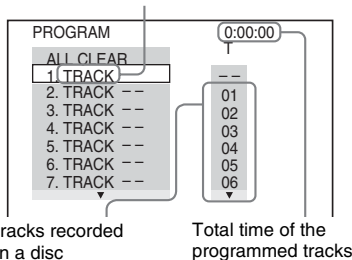 PROGRAM 0:00:00
ALL CLEAR T
1. TRACK – –
2. TRACK – – 01
3. TRACK – – 02
4. TRACK – – 03
5. TRACK – – 04
6. TRACK – – 05
7. TRACK – – 06
racks recorded Total time of the
n a disc programmed tracks